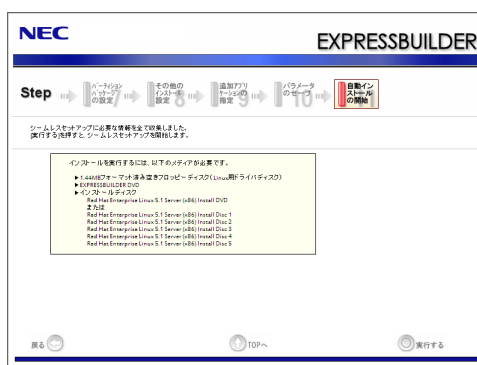 NEC
EXPRESSBUILDER
Step
パーティション
パッケージ
の設定
7
その他の
インストール
設定
8
追加アプリ
ケーションの
指定
9
パラメータ
のセーブ
10
自動イン
ストール
の開始
11
シームレスセットアップに必要な情報を全て収集しました。
[実行する]を押すと、シームレスセットアップを開始します。
インストールを実行するには、以下のメディアが必要です。
▶1.44MBフォーマット済み空きフロッピーディスク(Linux用ドライバディスク)
▶EXPRESSBUILDER DVD
▶インストールディスク
Red Hat Enterprise Linux 5.1 Server (x86) Install DVD
または
Red Hat Enterprise Linux 5.1 Server (x86) Install Disc 1
Red Hat Enterprise Linux 5.1 Server (x86) Install Disc 2
Red Hat Enterprise Linux 5.1 Server (x86) Install Disc 3
Red Hat Enterprise Linux 5.1 Server (x86) Install Disc 4
Red Hat Enterprise Linux 5.1 Server (x86) Install Disc 5
戻る
TOPへ
実行する